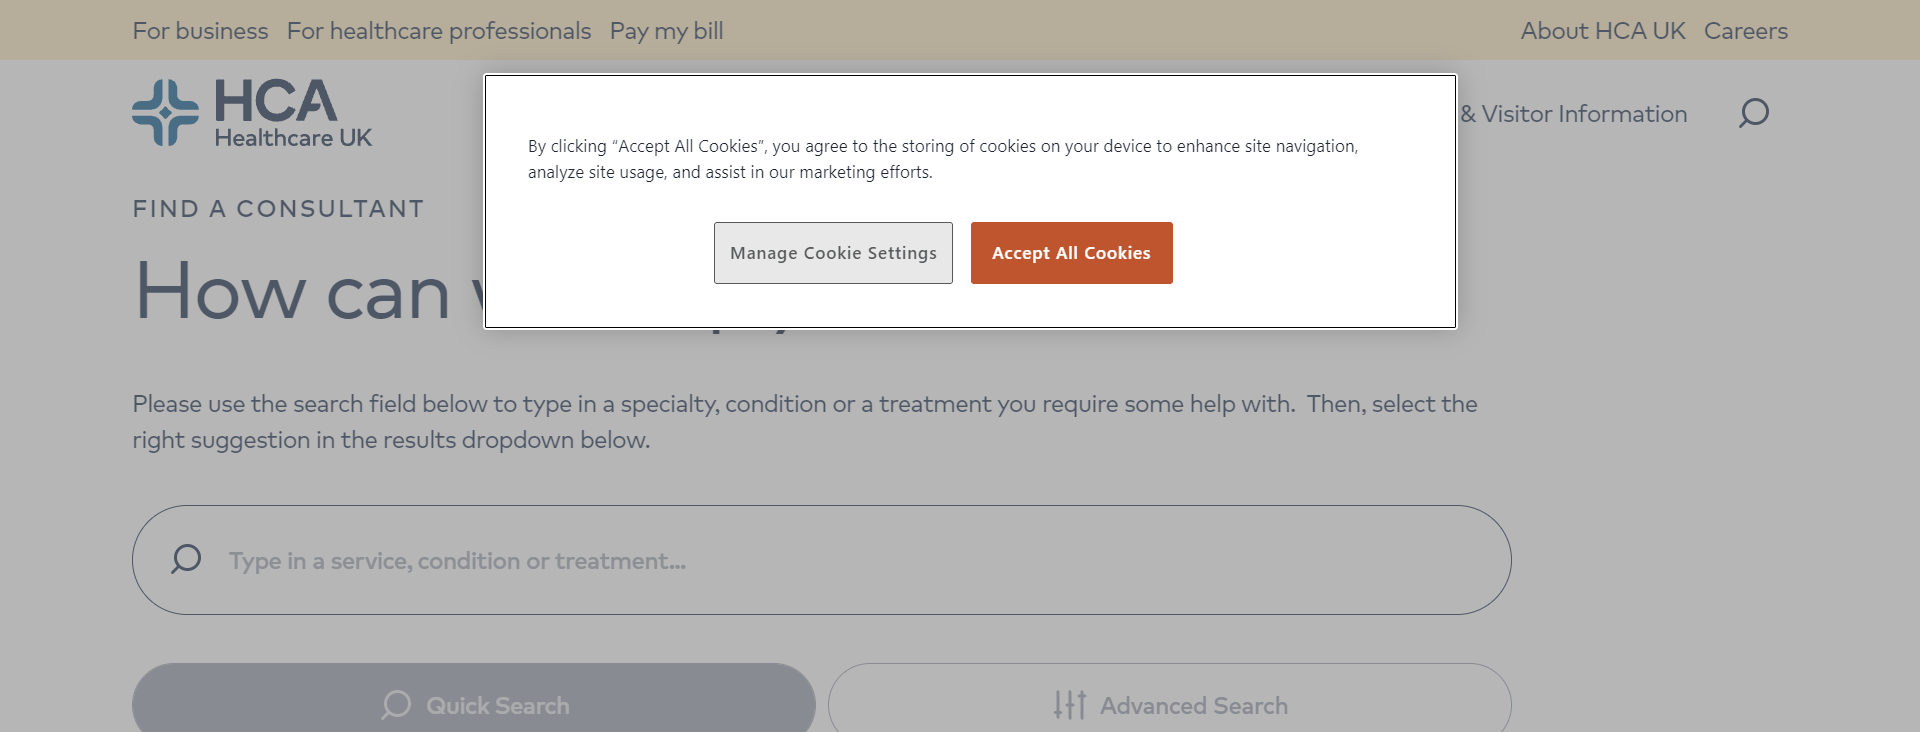 For business For healthcare professionals Pay my bill About HCA UK Careers
HCA
Healthcare UK
& Visitor Information
By clicking “Accept All Cookies”, you agree to the storing of cookies on your device to enhance site navigation,
analyze site usage, and assist in our marketing efforts.
Manage Cookie Settings Accept All Cookies
FIND A CONSULTANT
How can
Please use the search field below to type in a specialty, condition or a treatment you require some help with. Then, select the
right suggestion in the results dropdown below.
Type in a service, condition or treatment...
Quick Search Advanced Search